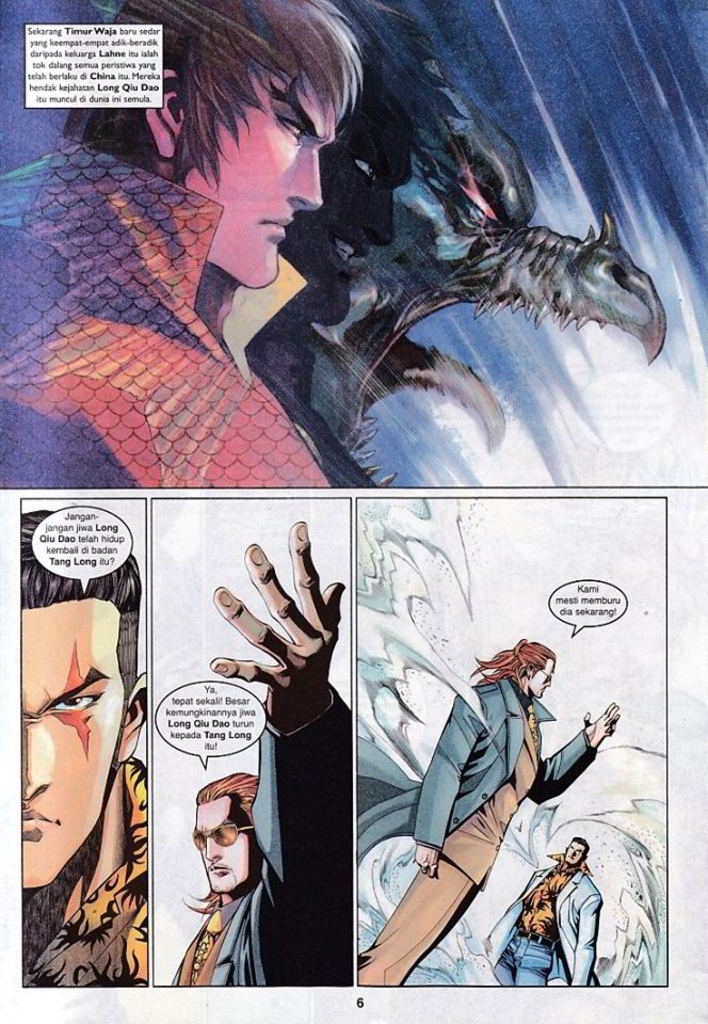 Sekarang Timur Waja baru sedar
yang keempat-empat adik-beradik
daripada keluarga Lahne itu ialah
tok dalang semua peristiwa yang
telah berlaku di China itu. Mereka
hendak kejahatan Long Qiu Dao
itu muncul di dunia ini semula.
Jangan-
jangan jiwa Long
Qiu Dao telah hidup
kembali di badan
Tang Long itu?
Ya,
tepat sekali! Besar
kemungkinannya jiwa
Long Qiu Dao turun
kepada Tang Long
itu!
Kami
mesti memburu
dia sekarang!
6